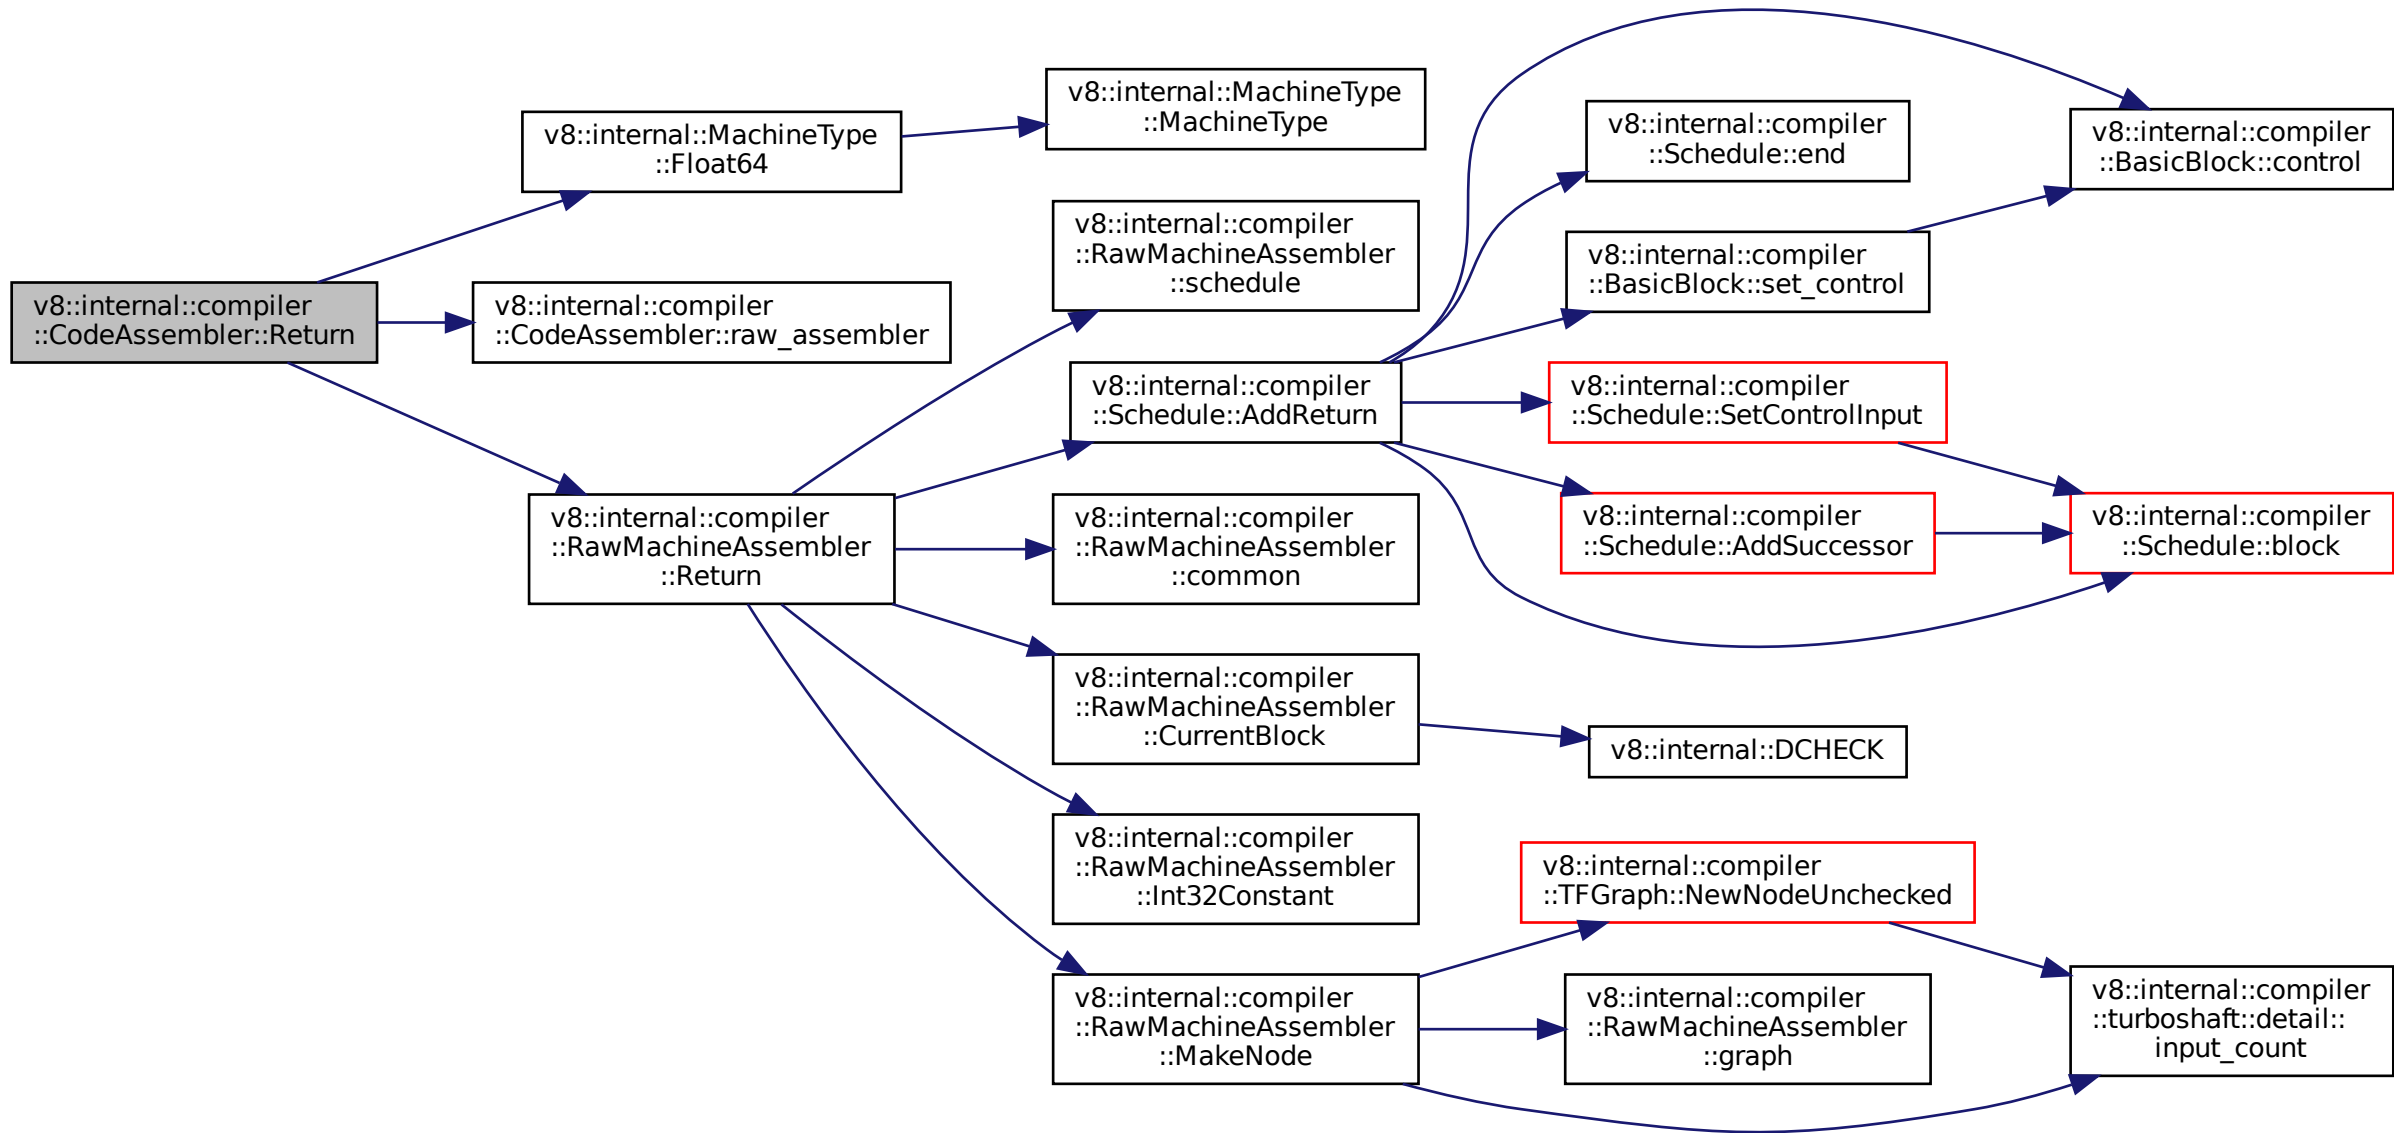 v8::internal::compiler
::CodeAssembler::Return
v8::internal::MachineType
::Float64
v8::internal::compiler
::CodeAssembler::raw_assembler
v8::internal::compiler
::RawMachineAssembler
::Return
v8::internal::MachineType
::MachineType
v8::internal::compiler
::RawMachineAssembler
::schedule
v8::internal::compiler
::Schedule::AddReturn
v8::internal::compiler
::RawMachineAssembler
::common
v8::internal::compiler
::RawMachineAssembler
::CurrentBlock
v8::internal::compiler
::RawMachineAssembler
::Int32Constant
v8::internal::compiler
::RawMachineAssembler
::MakeNode
v8::internal::compiler
::Schedule::end
v8::internal::compiler
::BasicBlock::set_control
v8::internal::compiler
::Schedule::SetControlInput
v8::internal::compiler
::Schedule::AddSuccessor
v8::internal::DCHECK
v8::internal::compiler
::TFGraph::NewNodeUnchecked
v8::internal::compiler
::RawMachineAssembler
::graph
v8::internal::compiler
::BasicBlock::control
v8::internal::compiler
::Schedule::block
v8::internal::compiler
::turboshaft::detail::
input_count